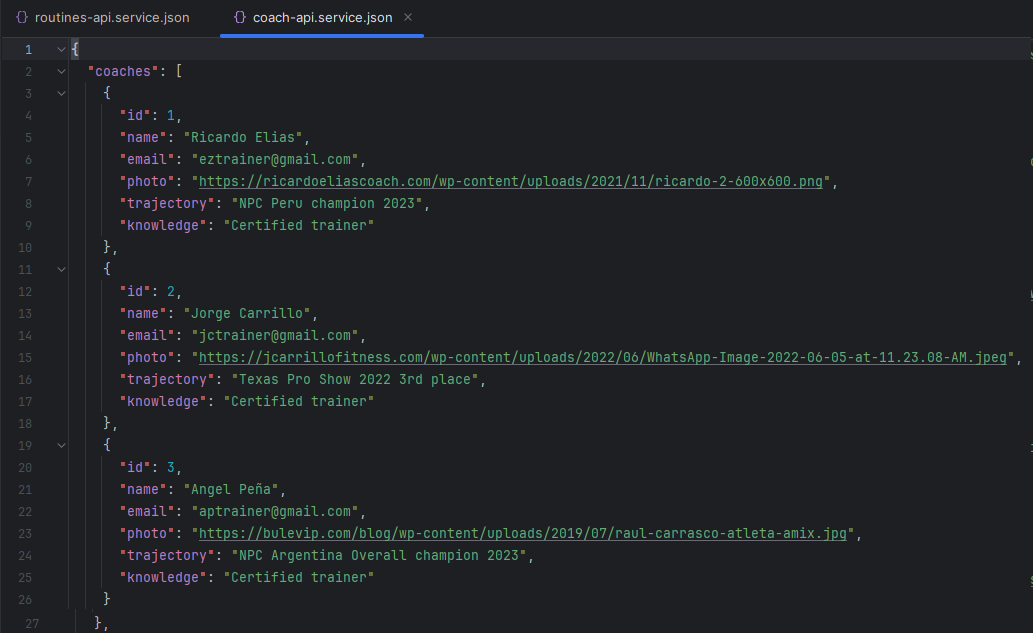 {} routines-api.service.json {} coach-api.service.json ×
1 {
2 "coaches": [
3 {
4 "id": 1,
5 "name": "Ricardo Elias",
6 "email": "eztrainer@gmail.com",
7 "photo": "https://ricardoeliascoach.com/wp-content/uploads/2021/11/ricardo-2-600x600.png",
8 "trajectory": "NPC Peru champion 2023",
9 "knowledge": "Certified trainer"
10 },
11 {
12 "id": 2,
13 "name": "Jorge Carrillo",
14 "email": "jctrainer@gmail.com",
15 "photo": "https://jcarrillofitness.com/wp-content/uploads/2022/06/WhatsApp-Image-2022-06-05-at-11.23.08-AM.jpeg",
16 "trajectory": "Texas Pro Show 2022 3rd place",
17 "knowledge": "Certified trainer"
18 },
19 {
20 "id": 3,
21 "name": "Angel Peña",
22 "email": "aptrainer@gmail.com",
23 "photo": "https://bulevip.com/blog/wp-content/uploads/2019/07/raul-carrasco-atleta-amix.jpg",
24 "trajectory": "NPC Argentina Overall champion 2023",
25 "knowledge": "Certified trainer"
26 }
27 },